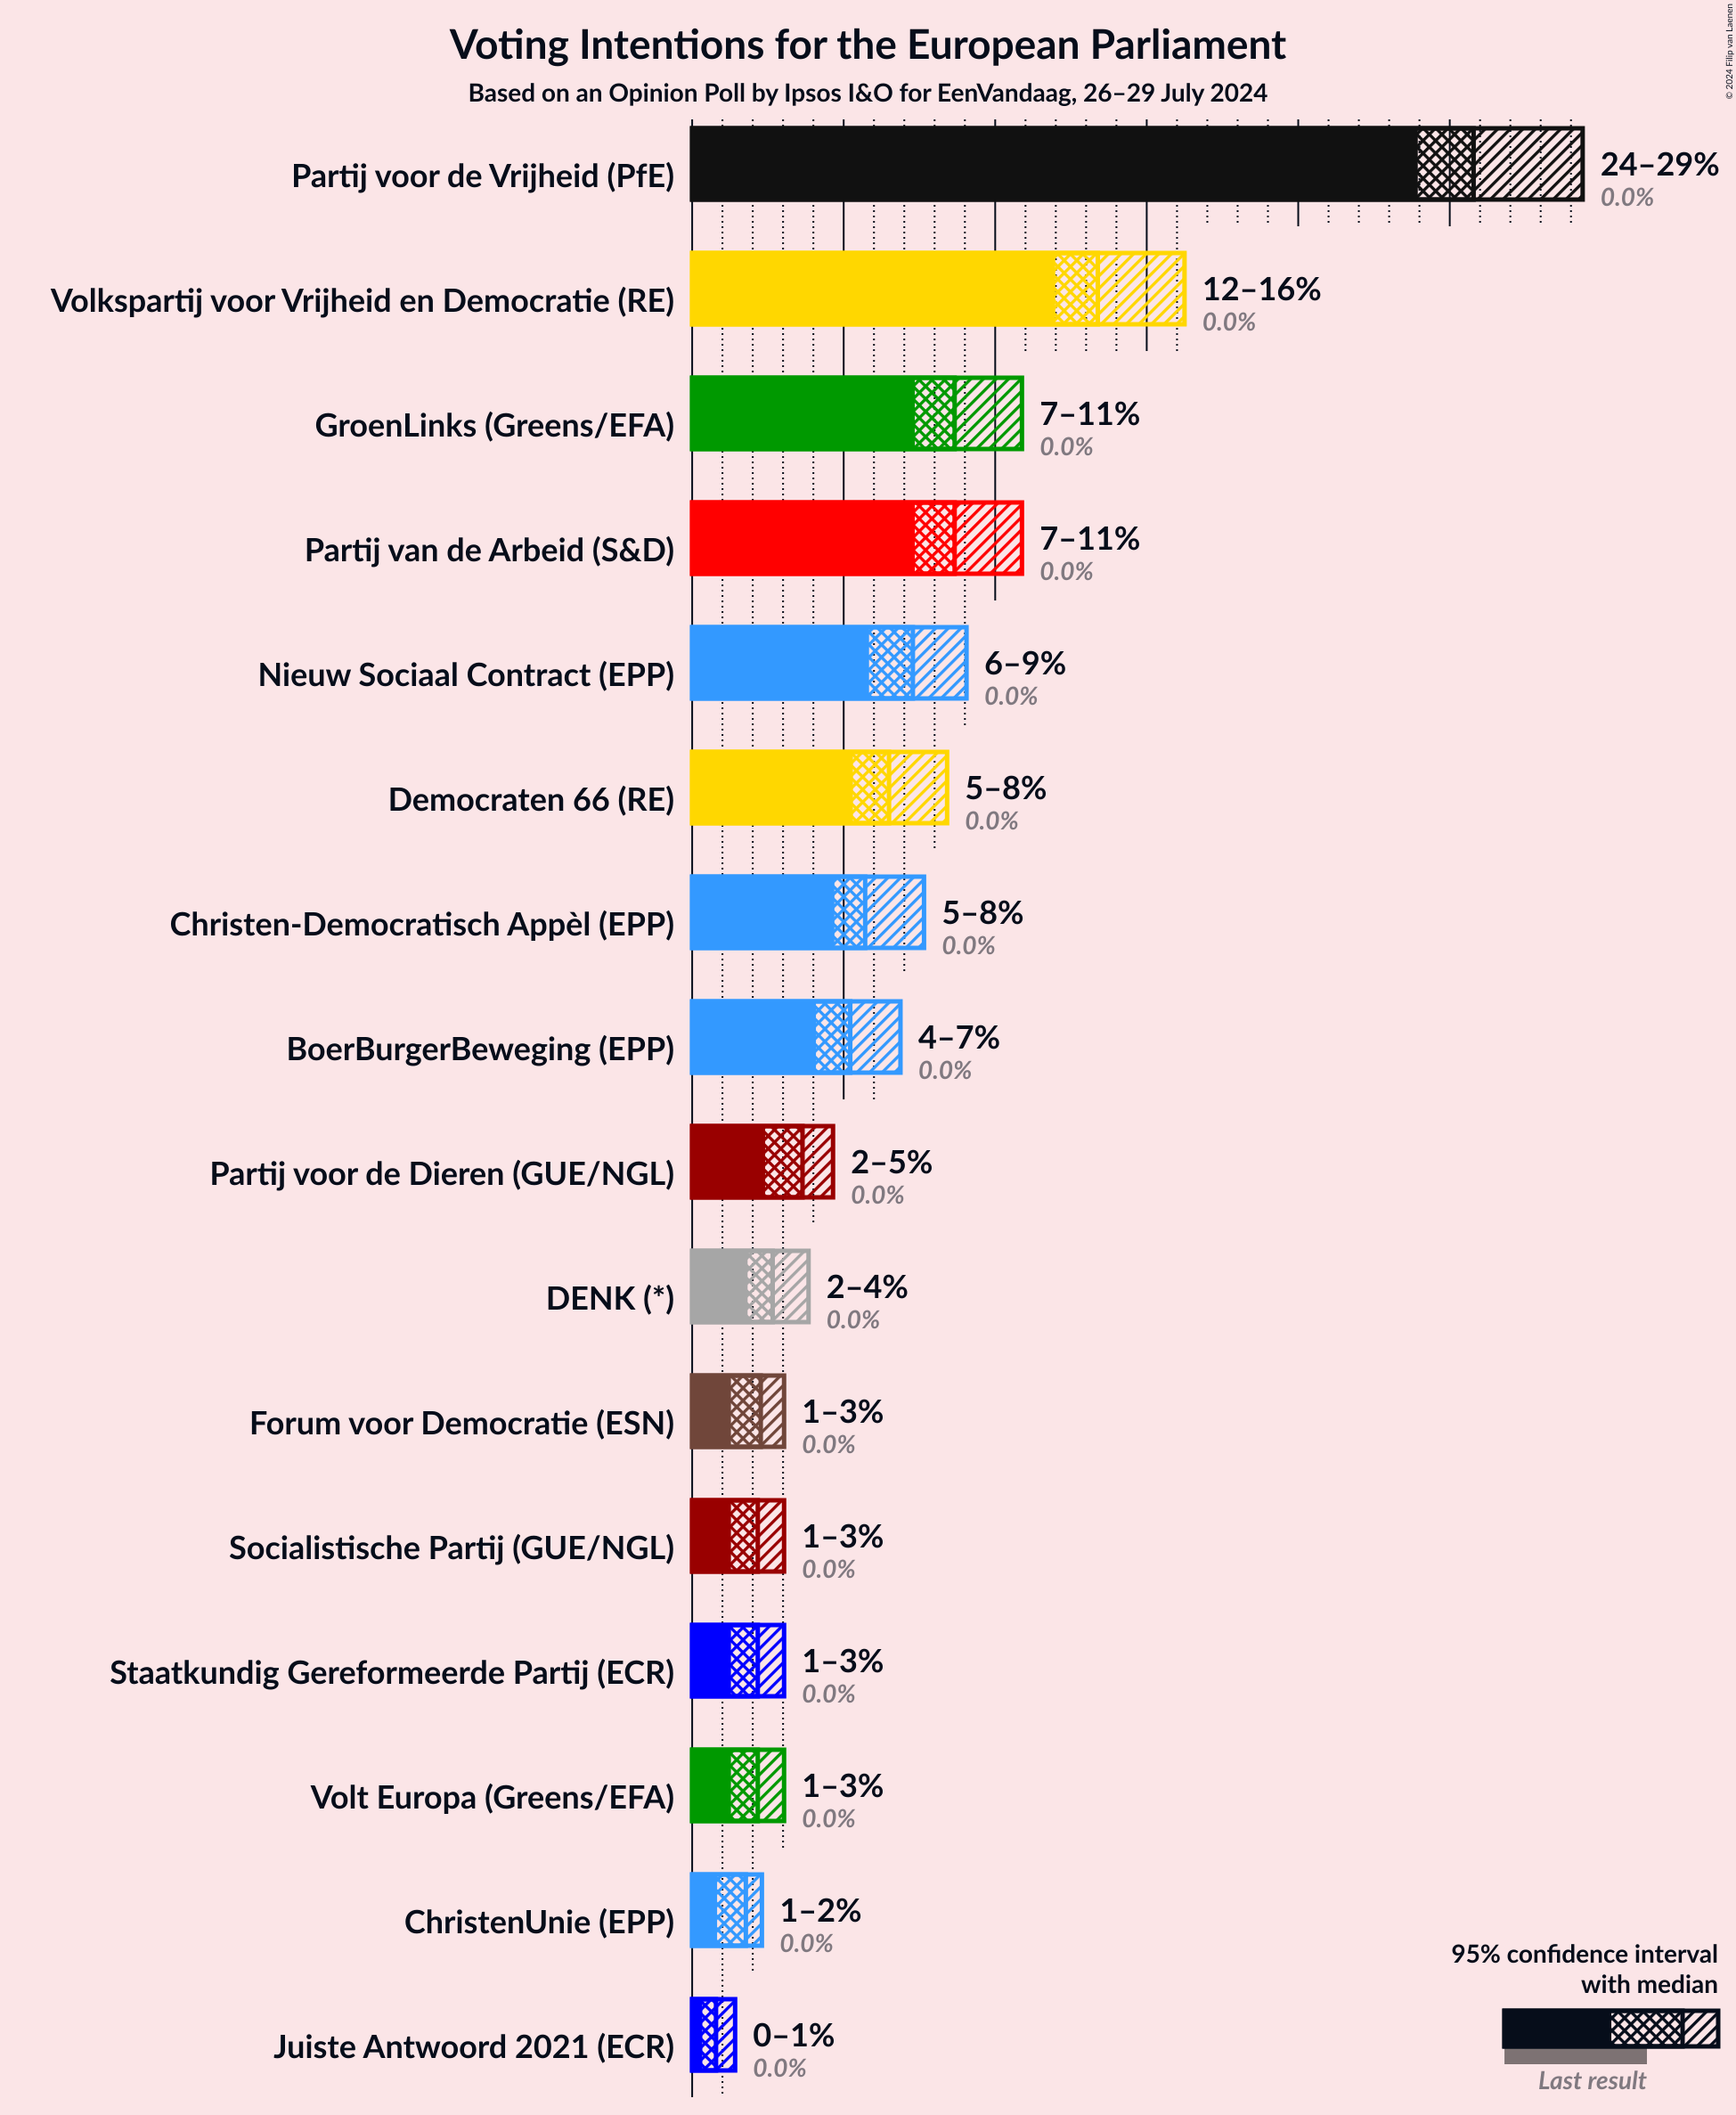 Voting Intentions for the European Parliament
Based on an Opinion Poll by Ipsos I&O for EenVandaag, 26–29 July 2024
© 2024 Filip van Laenen
Partij voor de Vrijheid (PfE)
24–29%
0.0%
Volkspartij voor Vrijheid en Democratie (RE)
12–16%
0.0%
GroenLinks (Greens/EFA)
7–11%
0.0%
Partij van de Arbeid (S&D)
7–11%
0.0%
Nieuw Sociaal Contract (EPP)
6–9%
0.0%
Democraten 66 (RE)
5–8%
0.0%
Christen-Democratisch Appèl (EPP)
5–8%
0.0%
BoerBurgerBeweging (EPP)
4–7%
0.0%
Partij voor de Dieren (GUE/NGL)
2–5%
0.0%
DENK (*)
2–4%
0.0%
Forum voor Democratie (ESN)
1–3%
0.0%
Socialistische Partij (GUE/NGL)
1–3%
0.0%
Staatkundig Gereformeerde Partij (ECR)
1–3%
0.0%
Volt Europa (Greens/EFA)
1–3%
0.0%
ChristenUnie (EPP)
1–2%
0.0%
Juiste Antwoord 2021 (ECR)
0–1%
0.0%
95% confidence interval
with median
Last result